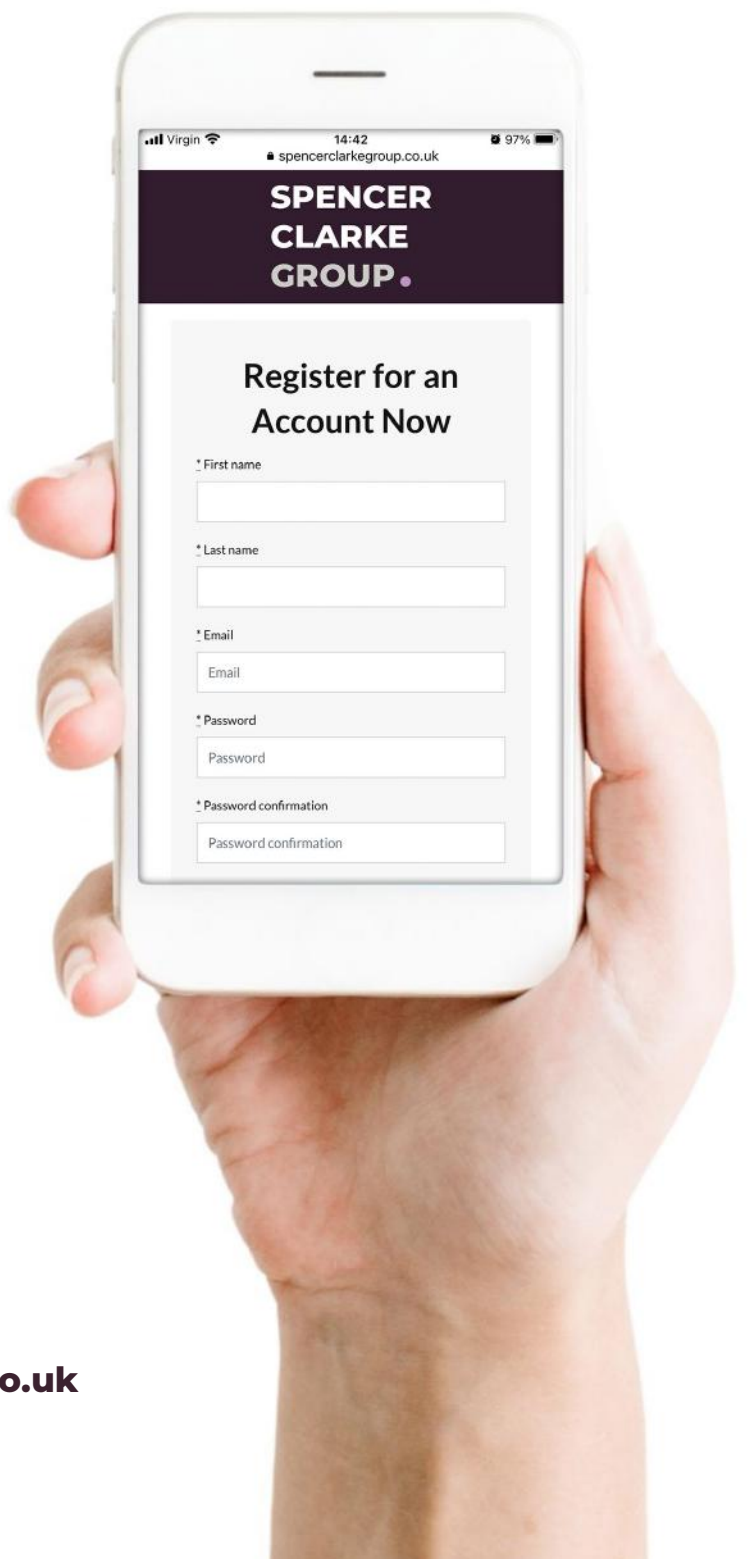 Virgin 14:42 97%
spencerclarkegroup.co.uk
SPENCER
CLARKE
GROUP.
Register for an
Account Now
* First name
* Last name
* Email
Email
* Password
Password
* Password confirmation
Password confirmation
o.uk